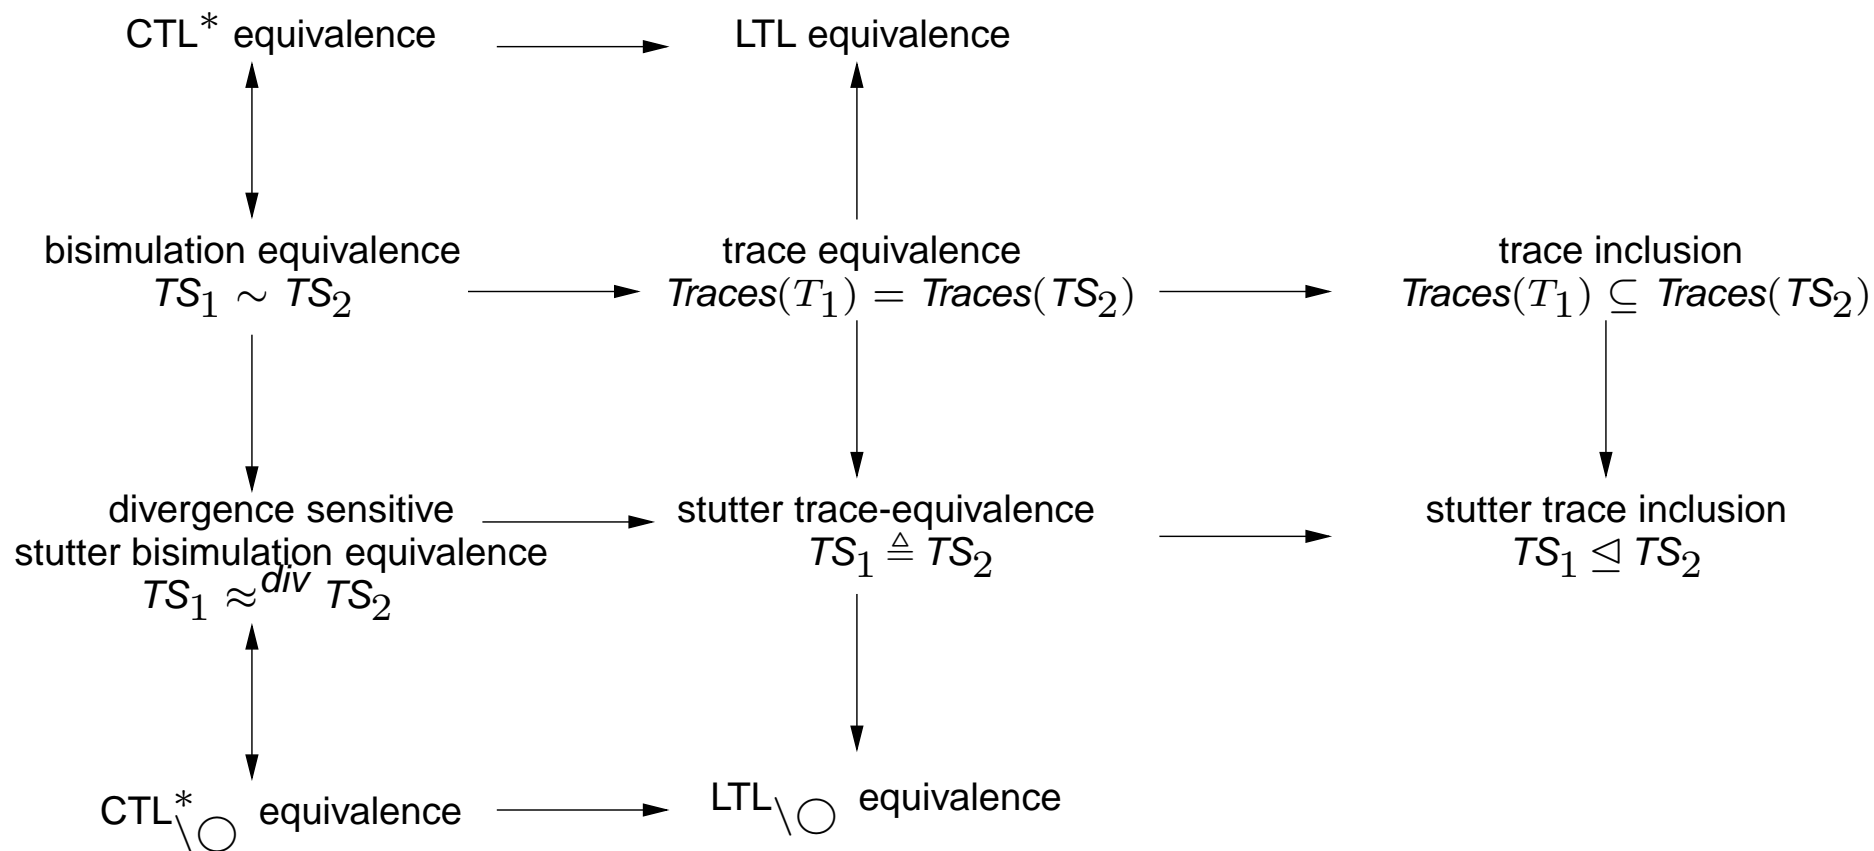 CTL* equivalence
LTL equivalence
bisimulation equivalence
TS₁ ∼ TS₂
trace equivalence
Traces(T₁) = Traces(TS₂)
trace inclusion
Traces(T₁) ⊆ Traces(TS₂)
divergence sensitive
stutter bisimulation equivalence
TS₁ ≈ᵈⁱᵛ TS₂
stutter trace-equivalence
TS₁ ≜ TS₂
stutter trace inclusion
TS₁ ⊴ TS₂
CTL*\◯ equivalence
LTL\◯ equivalence